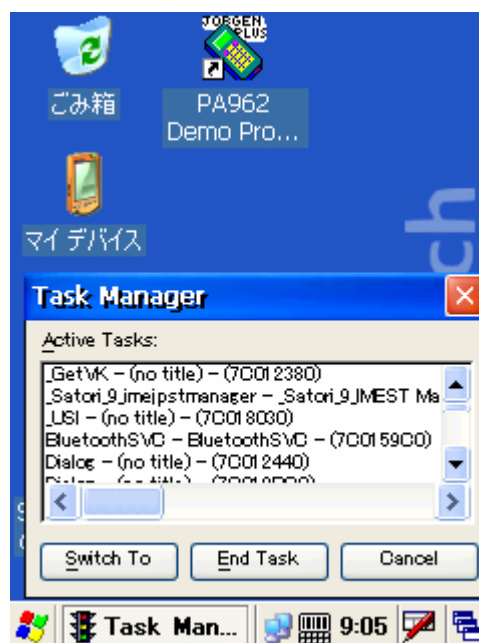 JORGEN
PLUS
ごみ箱
PA962
Demo Pro...
マイ デバイス
ch
Task Manager
Active Tasks:
_GetVK - (no title) - (7C012380)
_Satori_9_imejpstmanager - _Satori_9_IMEST Ma
_USI - (no title) - (7C018030)
BluetoothSVC - BluetoothSVC - (7C0159C0)
Dialog - (no title) - (7C012440)
Switch To
End Task
Cancel
Task Man...
9:05